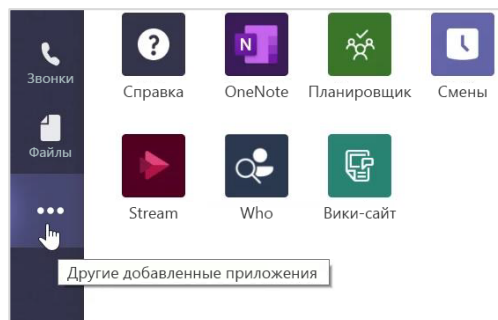 Звонки
Файлы
Справка
OneNote
Планировщик
Смены
Stream
Who
Вики-сайт
Другие добавленные приложения